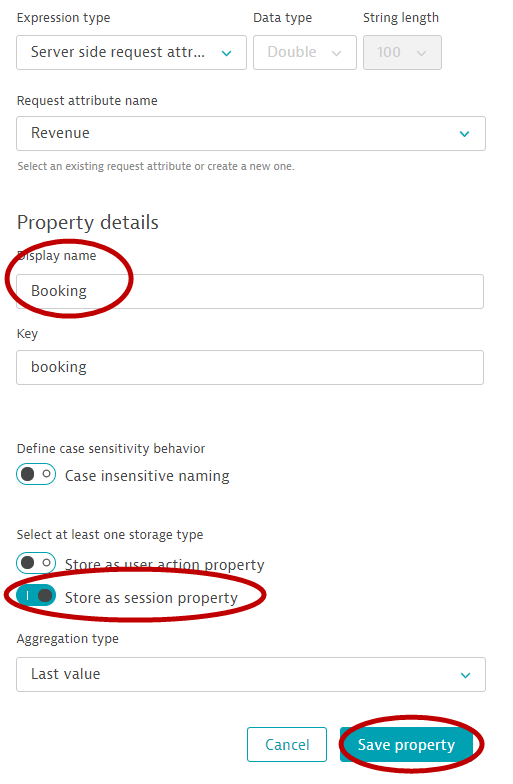 Expression type Data type String length
Server side request attr... Double 100
Request attribute name
Revenue
Select an existing request attribute or create a new one.
Property details
Display name
Booking
Key
booking
Define case sensitivity behavior
Case insensitive naming
Select at least one storage type
Store as user action property
Store as session property
Aggregation type
Last value
Cancel Save property